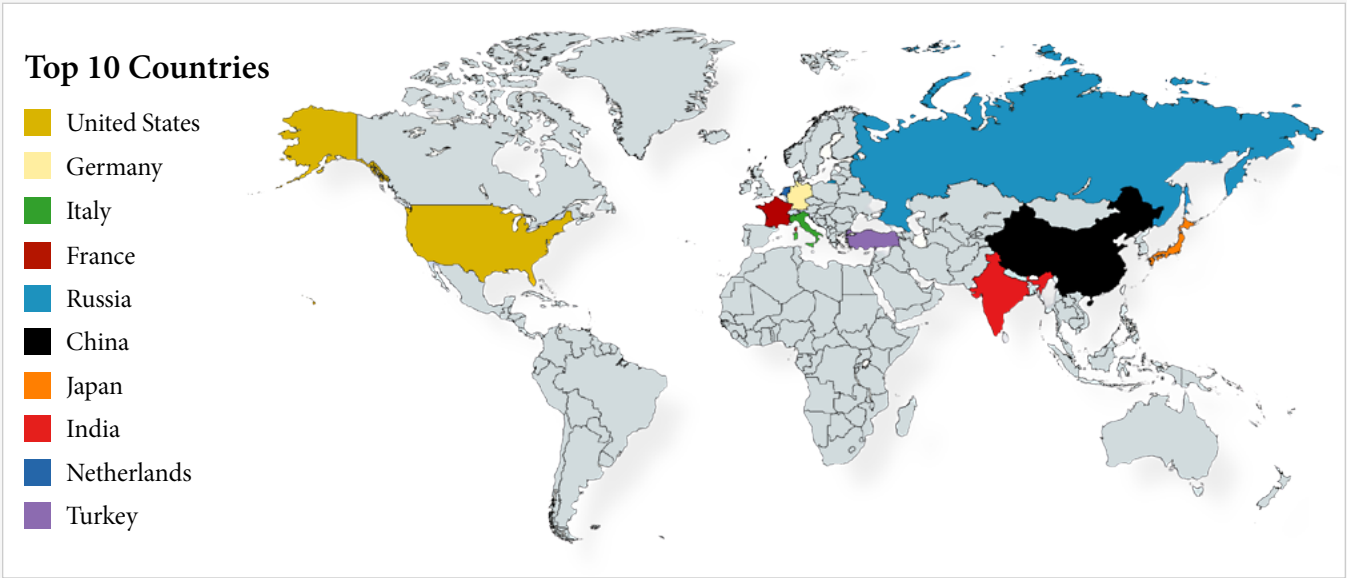 Top 10 Countries
United States
Germany
Italy
France
Russia
China
Japan
India
Netherlands
Turkey